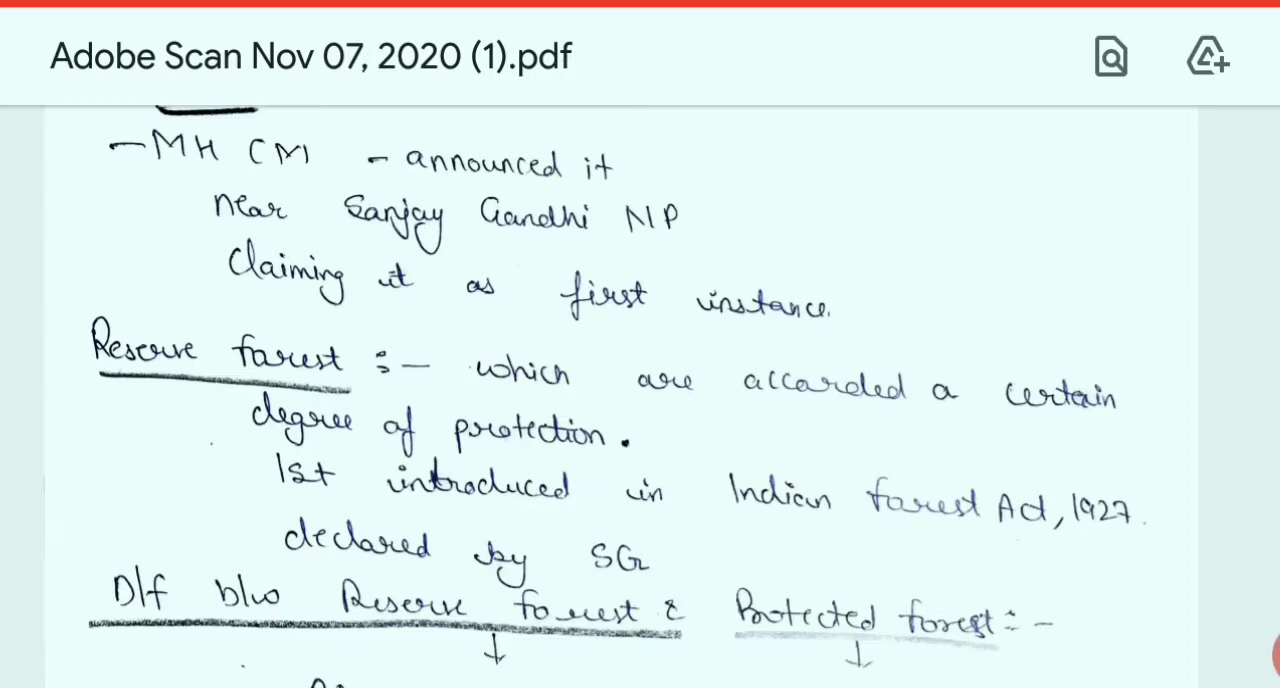 Adobe Scan Nov 07, 2020 (1).pdf
- MH CM - announced it
near Sanjay Gandhi NP
Claiming it as first instance.
Reserve forest :- which are accorded a certain
degree of protection.
1st introduced in Indian forest Act, 1927.
declared by SG
D/f b/w Reserve forest & Protected forest :-